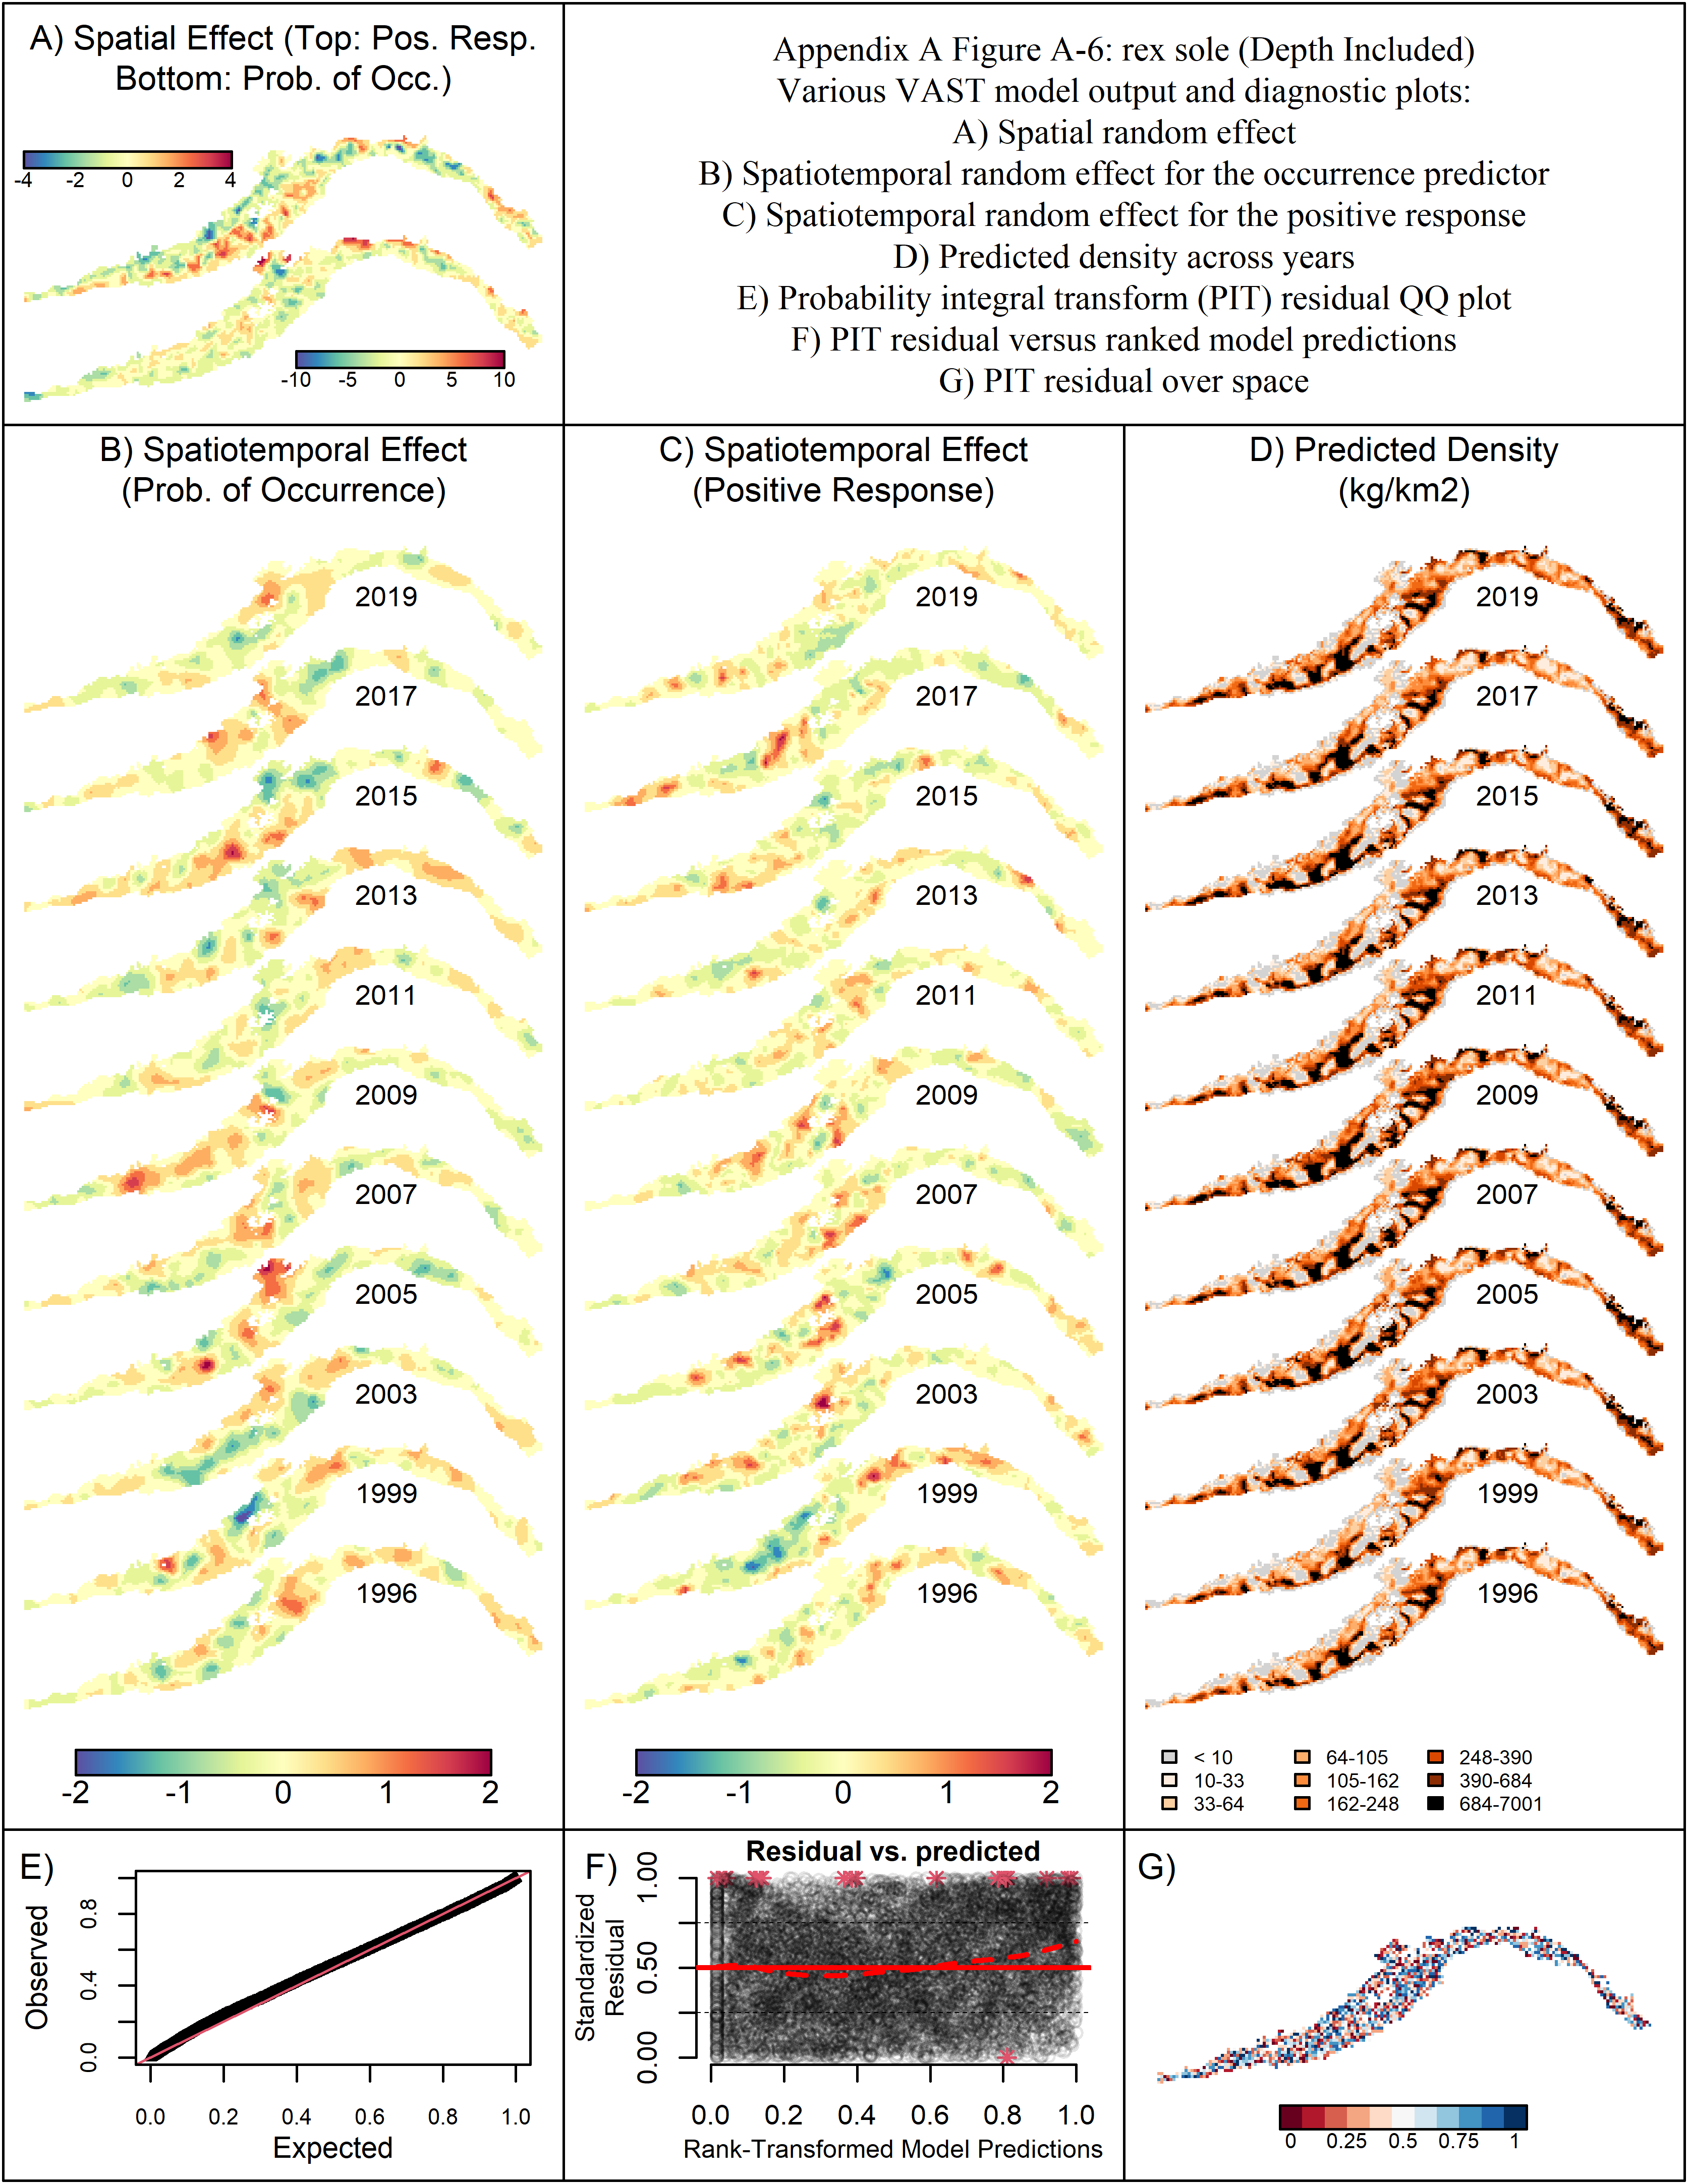 A) Spatial Effect (Top: Pos. Resp.
Bottom: Prob. of Occ.)
-4 -2 0 2 4
-10 -5 0 5 10
Appendix A Figure A-6: rex sole (Depth Included)
Various VAST model output and diagnostic plots:
A) Spatial random effect
B) Spatiotemporal random effect for the occurrence predictor
C) Spatiotemporal random effect for the positive response
D) Predicted density across years
E) Probability integral transform (PIT) residual QQ plot
F) PIT residual versus ranked model predictions
G) PIT residual over space
B) Spatiotemporal Effect
(Prob. of Occurrence)
2019
2017
2015
2013
2011
2009
2007
2005
2003
1999
1996
-2 -1 0 1 2
C) Spatiotemporal Effect
(Positive Response)
2019
2017
2015
2013
2011
2009
2007
2005
2003
1999
1996
-2 -1 0 1 2
D) Predicted Density
(kg/km2)
2019
2017
2015
2013
2011
2009
2007
2005
2003
1999
1996
< 10 64-105 248-390
10-33 105-162 390-684
33-64 162-248 684-7001
E)
Observed
0.0 0.4 0.8
0.0 0.2 0.4 0.6 0.8 1.0
Expected
F)
Residual vs. predicted
Standardized
Residual
0.00 0.50 1.00
0.0 0.2 0.4 0.6 0.8 1.0
Rank-Transformed Model Predictions
G)
0 0.25 0.5 0.75 1